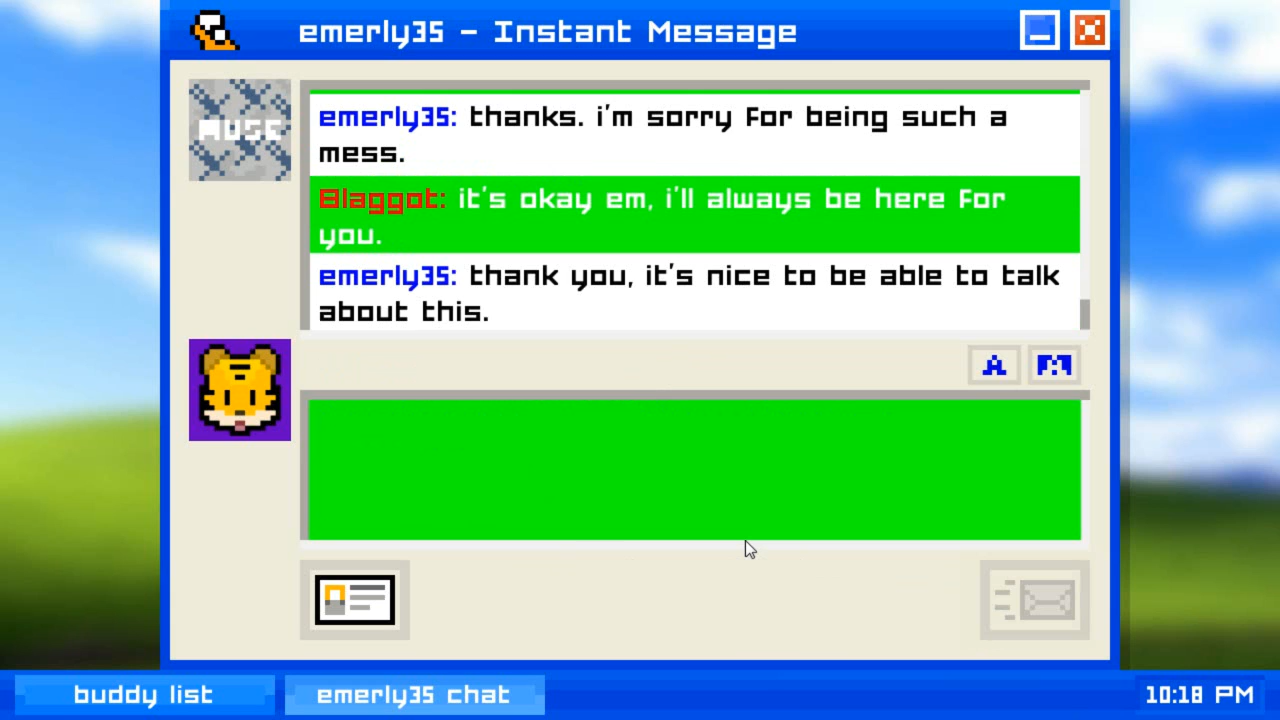 emerly35 - Instant Message
MUSE
emerly35: thanks. i'm sorry for being such a
mess.
Blaggot: it's okay em, i'll always be here for
you.
emerly35: thank you, it's nice to be able to talk
about this.
A
buddy list
emerly35 chat
10:18 PM